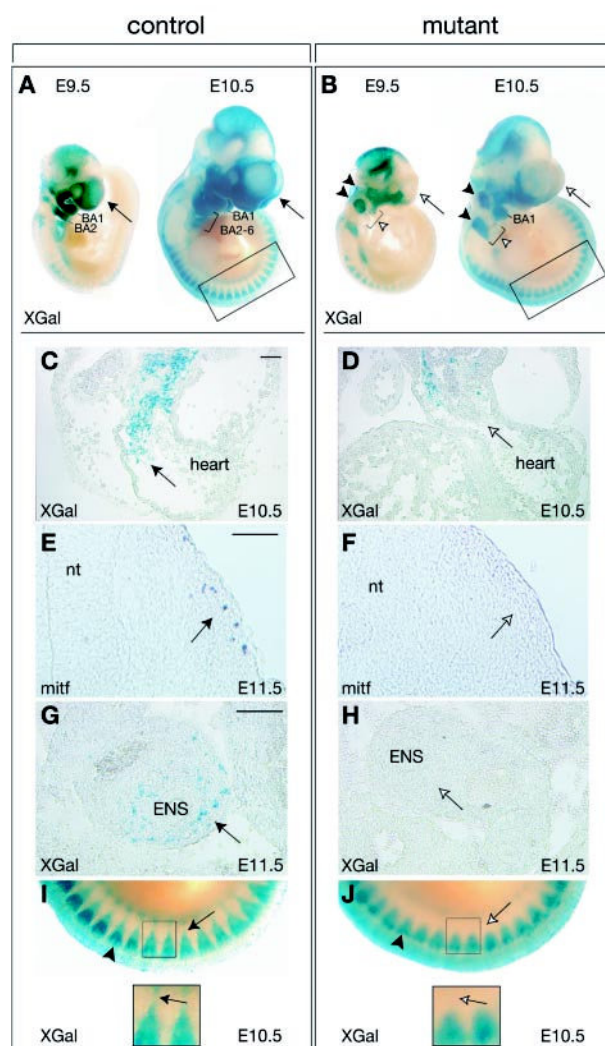 control mutant
A E9.5 E10.5
BA1
BA2
BA1
BA2-6
XGal
B E9.5 E10.5
BA1
XGal
C
heart
XGal E10.5
D
heart
XGal E10.5
E
nt
mitf E11.5
F
nt
mitf E11.5
G
ENS
XGal E11.5
H
ENS
XGal E11.5
I
XGal E10.5
J
XGal E10.5